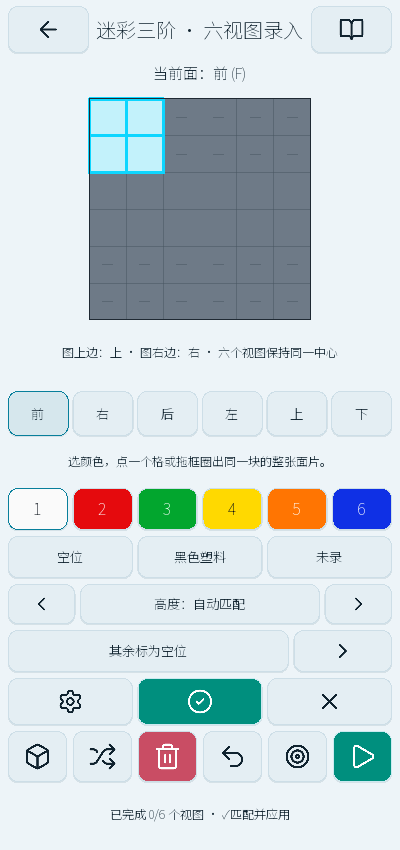 迷彩三阶 · 六视图录入
当前面：前 (F)
图上边：上 · 图右边：右 · 六个视图保持同一中心
前 右 后 左 上 下
选颜色，点一个格或拖框圈出同一块的整张面片。
1 2 3 4 5 6
空位 黑色塑料 未录
高度：自动匹配
其余标为空位
已完成 0/6 个视图 · ✓匹配并应用